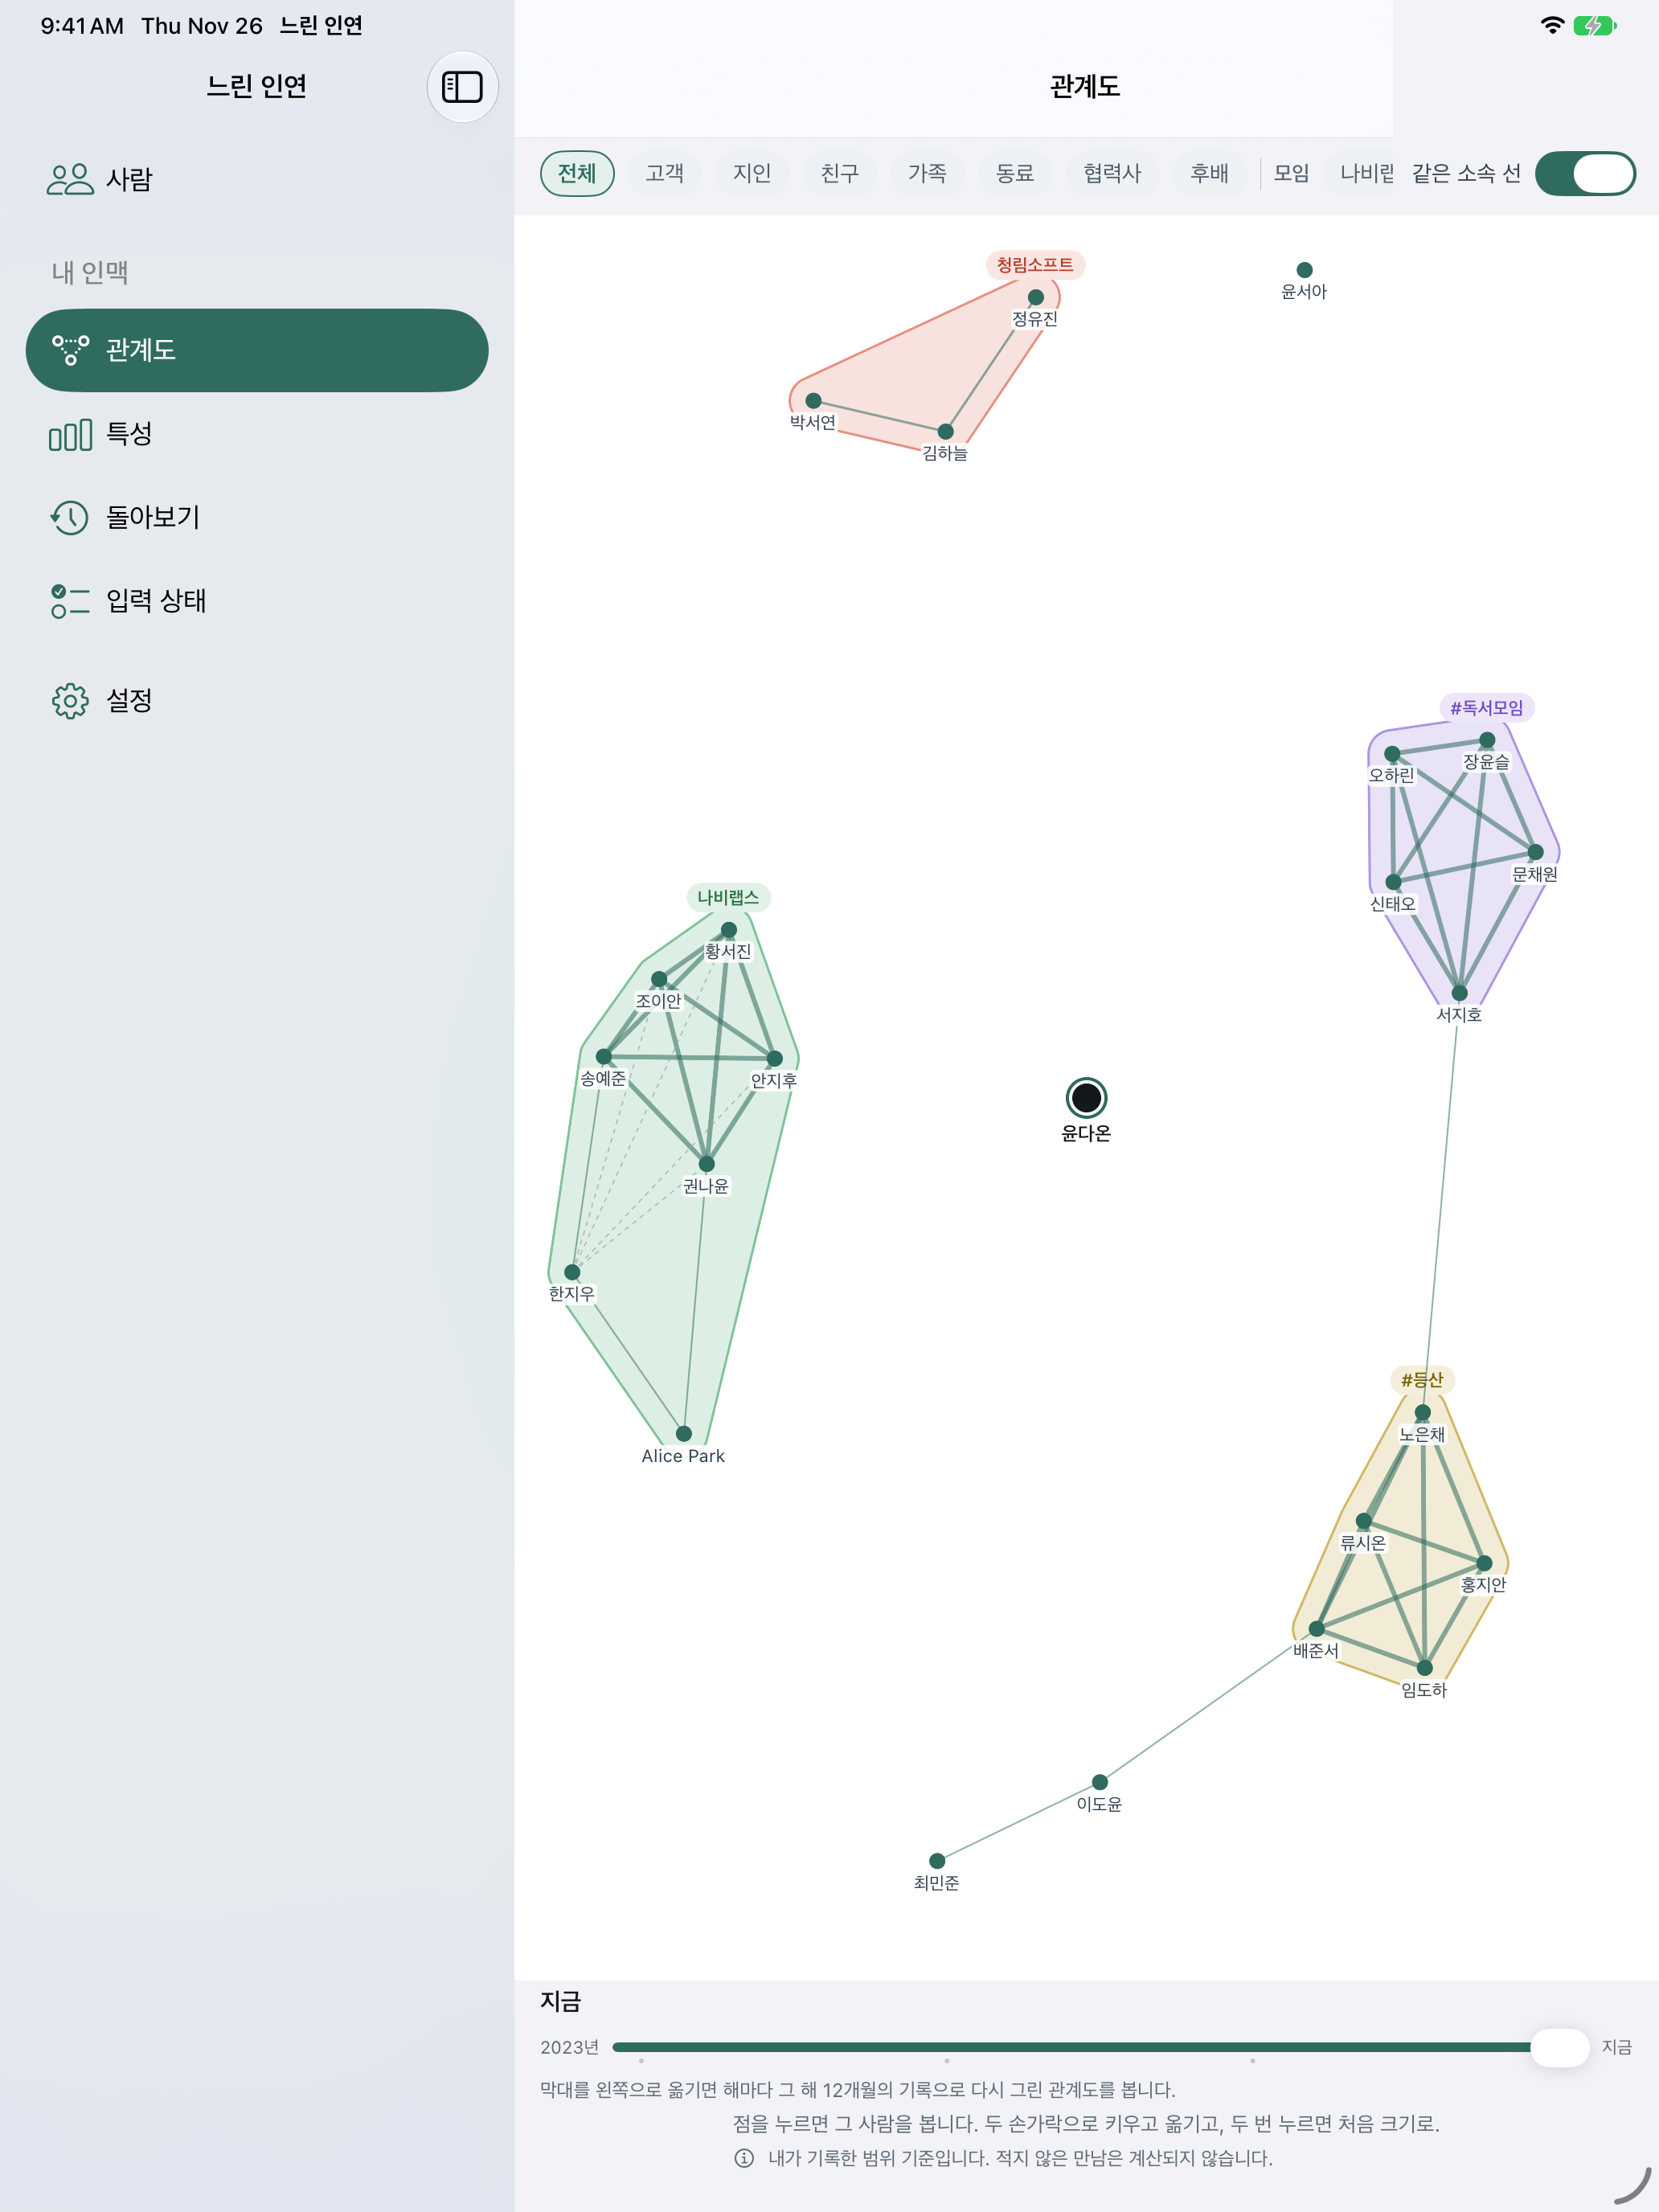 9:41 AM Thu Nov 26 느린 인연
느린 인연
사람
내 인맥
관계도
특성
돌아보기
입력 상태
설정
관계도
전체 고객 지인 친구 가족 동료 협력사 후배 모임 같은 소속 선
청림소프트
정유진
윤서아
박서연
김하늘
#독서모임
장윤슬
오하린
문채원
신태오
서지호
나비랩스
황서진
조이안
송예준
안지후
권나윤
한지우
Alice Park
윤다온
#등산
노은채
류시온
홍지안
배준서
임도하
이도윤
최민준
지금
2023년 지금
막대를 왼쪽으로 옮기면 해마다 그 해 12개월의 기록으로 다시 그린 관계도를 봅니다.
점을 누르면 그 사람을 봅니다. 두 손가락으로 키우고 옮기고, 두 번 누르면 처음 크기로.
내가 기록한 범위 기준입니다. 적지 않은 만남은 계산되지 않습니다.